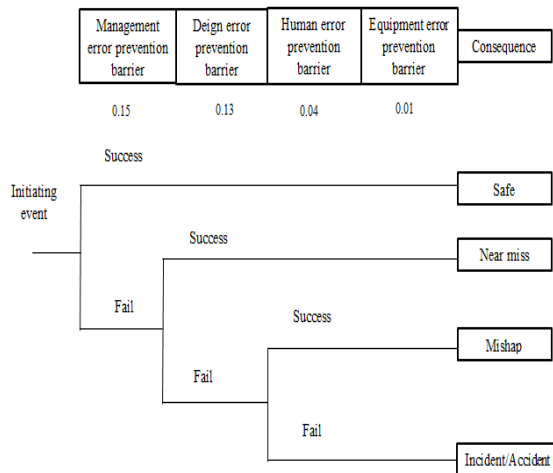 Management
error prevention
barrier
Deign error
prevention
barrier
Human error
prevention
barrier
Equipment error
prevention
barrier
Consequence
0.15
0.13
0.04
0.01
Success
Initiating
event
Safe
Success
Near miss
Fail
Success
Mishap
Fail
Fail
Incident/Accident